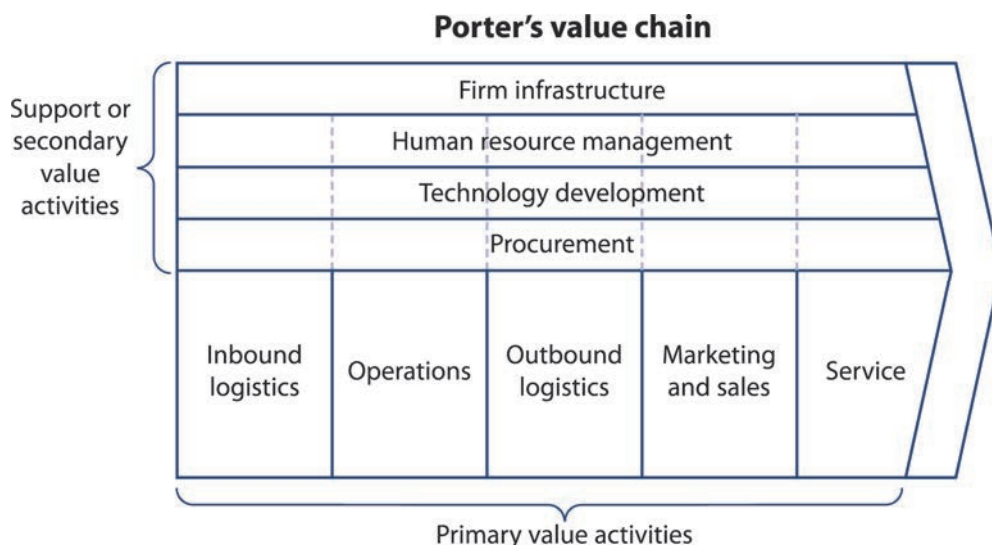 Porter’s value chain
Support or
secondary
value
activities
Firm infrastructure
Human resource management
Technology development
Procurement
Inbound
logistics
Operations
Outbound
logistics
Marketing
and sales
Service
Primary value activities